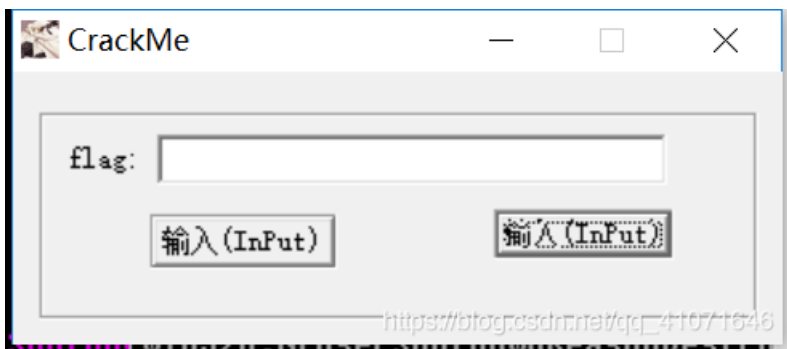 CrackMe
flag:
输入(InPut)
输入(InPut)
https://blog.csdn.net/qq_41071646